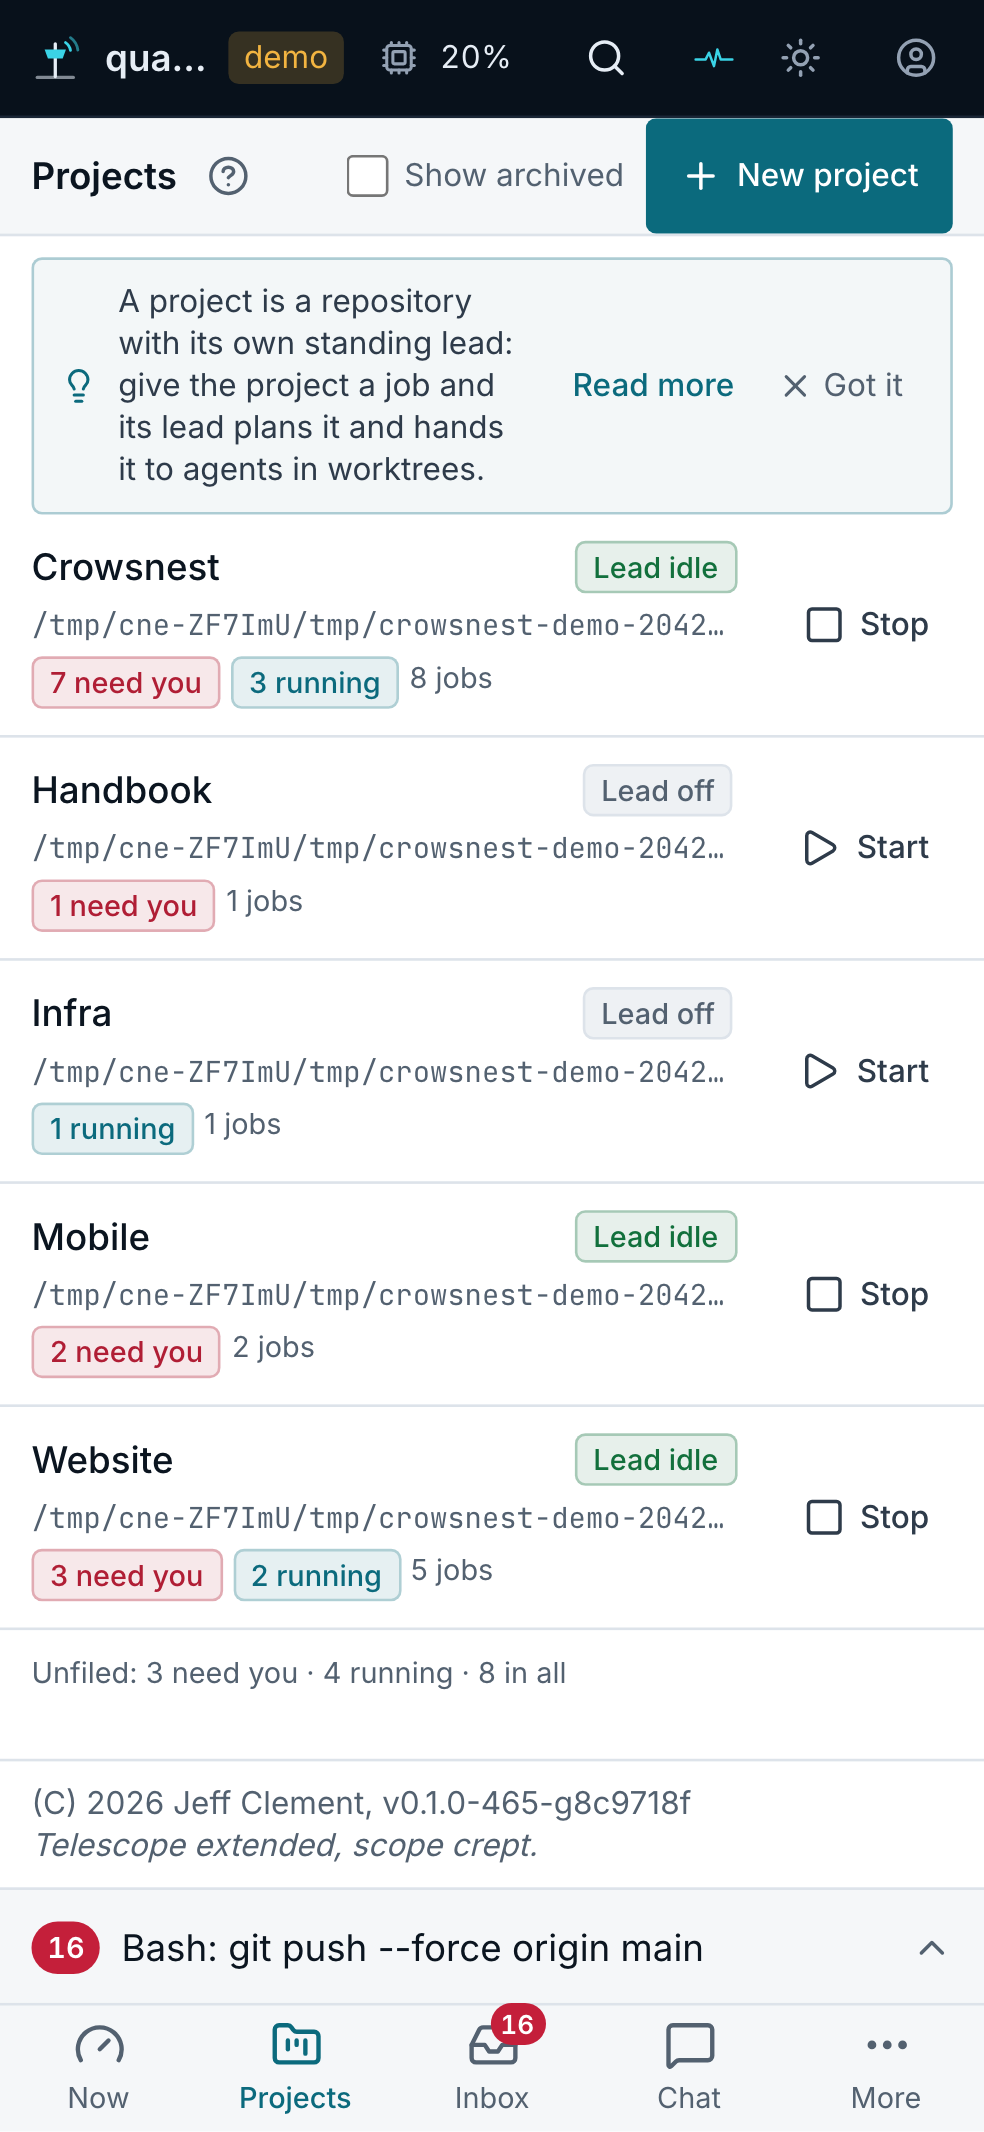 qua... demo 20%
Projects Show archived New project
A project is a repository
with its own standing lead:
give the project a job and
its lead plans it and hands
it to agents in worktrees.
Read more Got it
Crowsnest Lead idle
/tmp/cne-ZF7ImU/tmp/crowsnest-demo-2042… Stop
7 need you 3 running 8 jobs
Handbook Lead off
/tmp/cne-ZF7ImU/tmp/crowsnest-demo-2042… Start
1 need you 1 jobs
Infra Lead off
/tmp/cne-ZF7ImU/tmp/crowsnest-demo-2042… Start
1 running 1 jobs
Mobile Lead idle
/tmp/cne-ZF7ImU/tmp/crowsnest-demo-2042… Stop
2 need you 2 jobs
Website Lead idle
/tmp/cne-ZF7ImU/tmp/crowsnest-demo-2042… Stop
3 need you 2 running 5 jobs
Unfiled: 3 need you · 4 running · 8 in all
(C) 2026 Jeff Clement, v0.1.0-465-g8c9718f
Telescope extended, scope crept.
16 Bash: git push --force origin main
16
Now Projects Inbox Chat More